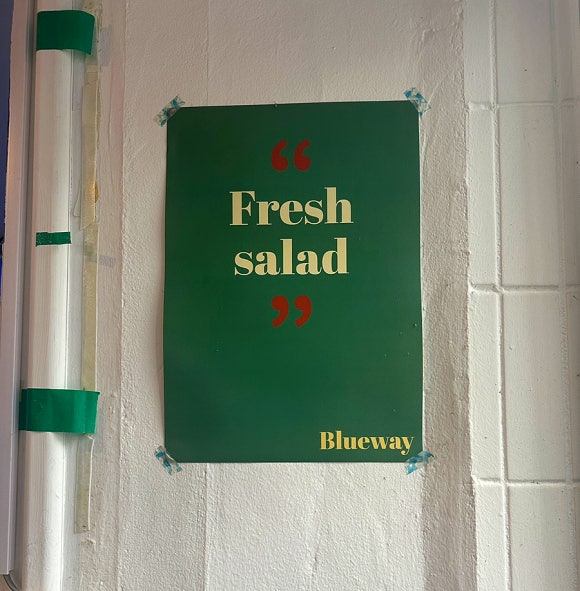 “
Fresh
salad
”
Blueway